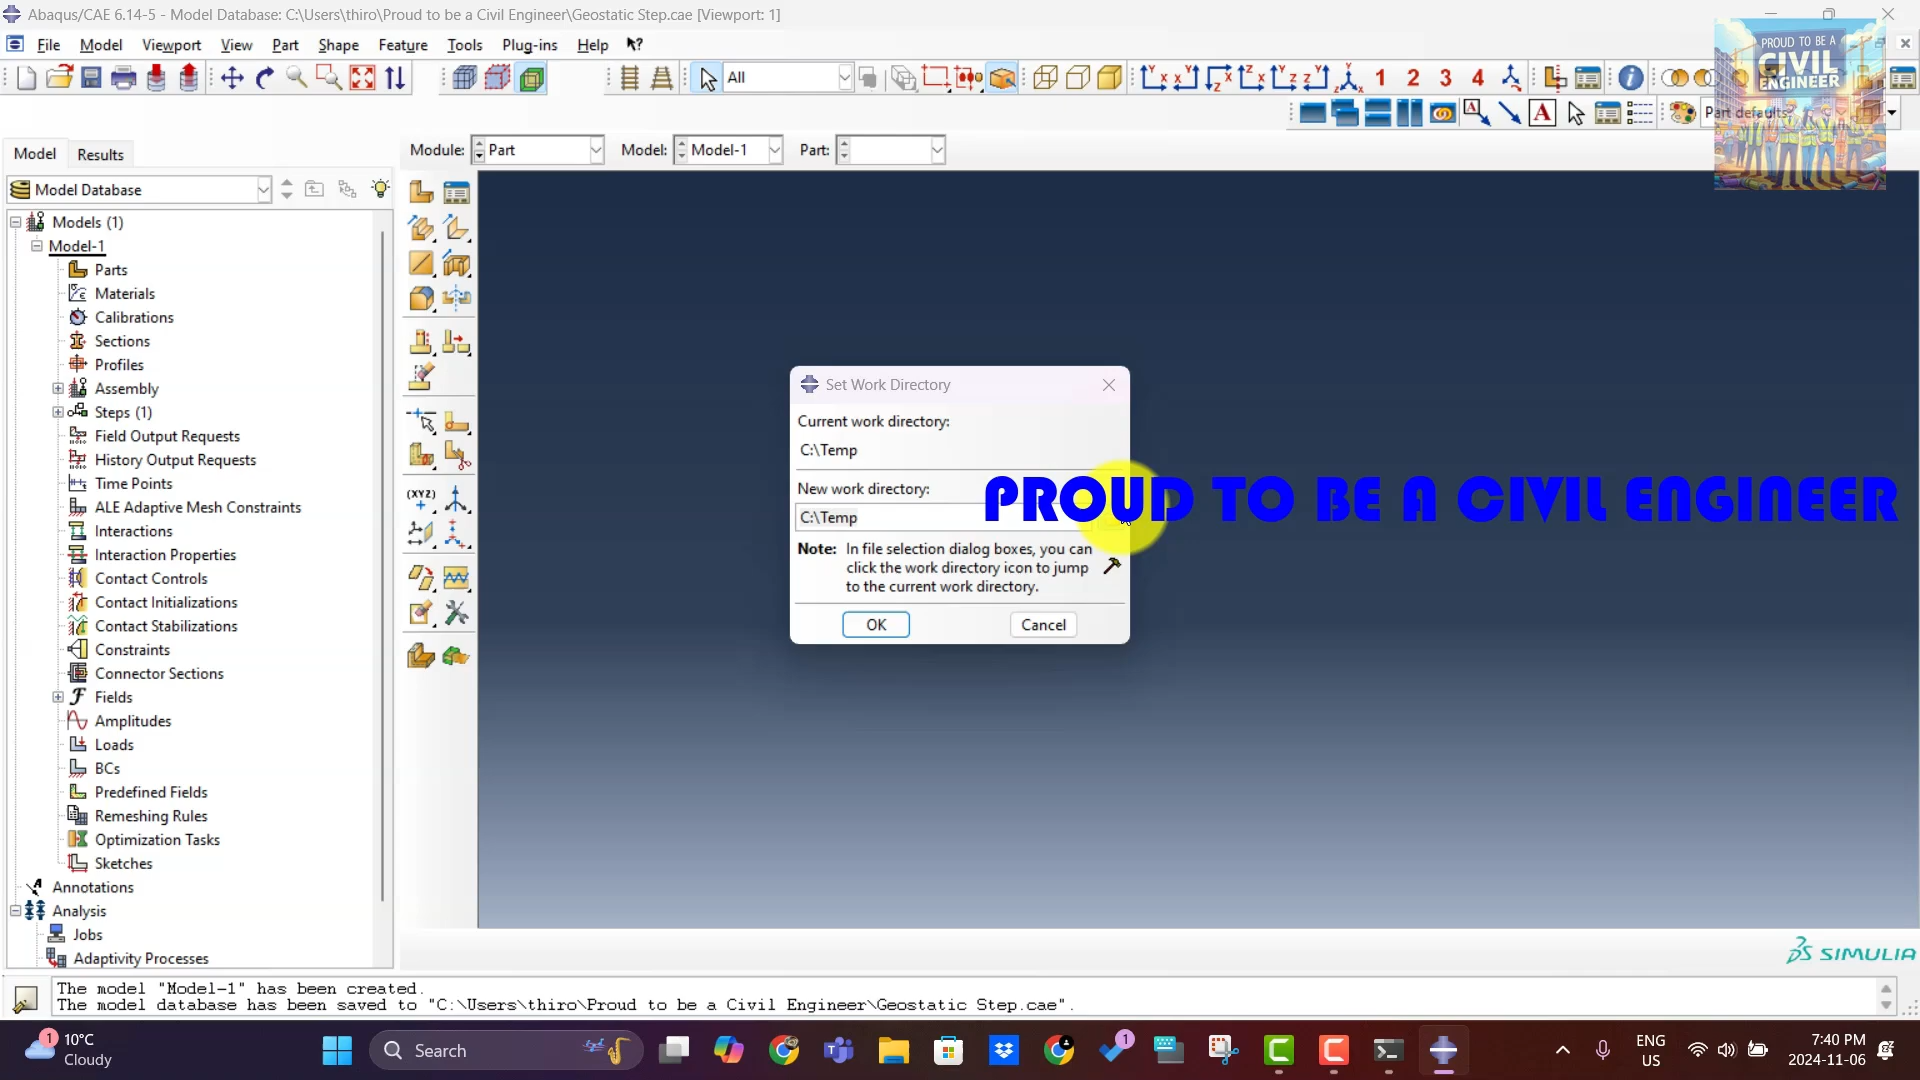 Abaqus/CAE 6.14-5 - Model Database: C:\Users\thiro\Proud to be a Civil Engineer\Geostatic Step.cae [Viewport: 1]
File Model Viewport View Part Shape Feature Tools Plug-ins Help
All
1 2 3 4
Part defaults
PROUD TO BE A
CIVIL
ENGINEER
Model Results
Module: Part Model: Model-1 Part:
Model Database
Models (1)
Model-1
Parts
Materials
Calibrations
Sections
Profiles
Assembly
Steps (1)
Field Output Requests
History Output Requests
Time Points
ALE Adaptive Mesh Constraints
Interactions
Interaction Properties
Contact Controls
Contact Initializations
Contact Stabilizations
Constraints
Connector Sections
Fields
Amplitudes
Loads
BCs
Predefined Fields
Remeshing Rules
Optimization Tasks
Sketches
Annotations
Analysis
Jobs
Adaptivity Processes
(XYZ)
Set Work Directory
Current work directory:
C:\Temp
New work directory:
C:\Temp
Note: In file selection dialog boxes, you can
click the work directory icon to jump
to the current work directory.
OK Cancel
PROUD TO BE A CIVIL ENGINEER
SIMULIA
The model "Model-1" has been created.
The model database has been saved to "C:\Users\thiro\Proud to be a Civil Engineer\Geostatic Step.cae".
1
10°C
Cloudy
Search
1
ENG
US
7:40 PM
2024-11-06